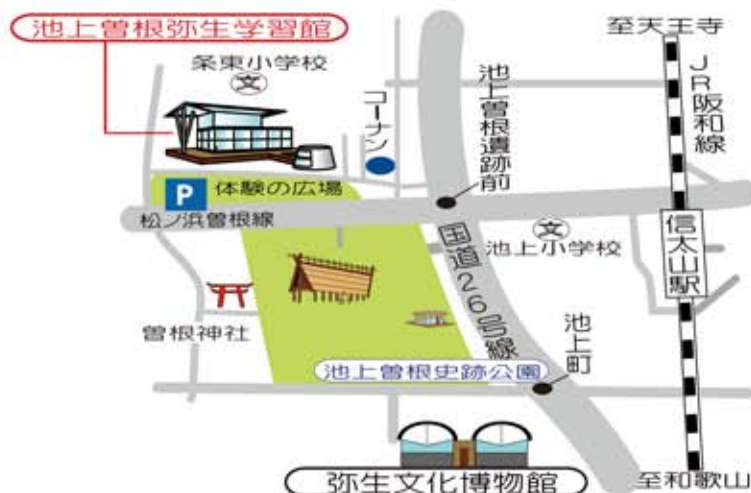 池上曽根弥生学習館
至天王寺
条東小学校
文
JR阪和線
コーナン
池上曽根遺跡前
P
体験の広場
松ノ浜曽根線
文
池上小学校
信太山駅
国道26号線
曽根神社
池上町
池上曽根史跡公園
弥生文化博物館
至和歌山